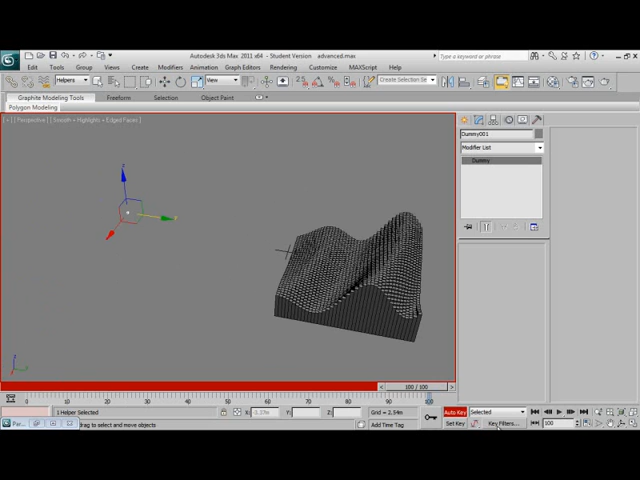 Autodesk 3ds Max 2011 x64 - Student Version advanced.max
Type a keyword or phrase
Edit Tools Group Views Create Modifiers Animation Graph Editors Rendering Customize MAXScript Help
Helpers View Create Selection Se
Graphite Modeling Tools Freeform Selection Object Paint
Polygon Modeling
[ + ] [ Perspective ] [ Smooth + Highlights + Edged Faces ]
Dummy001
Modifier List
Dummy
100 / 100
0 10 20 30 40 50 60 70 80 90 100
1 Helper Selected X: -0,27m Y: Z: Grid = 2,54m Auto Key Selected
drag to select and move objects Add Time Tag Set Key Key Filters... 100